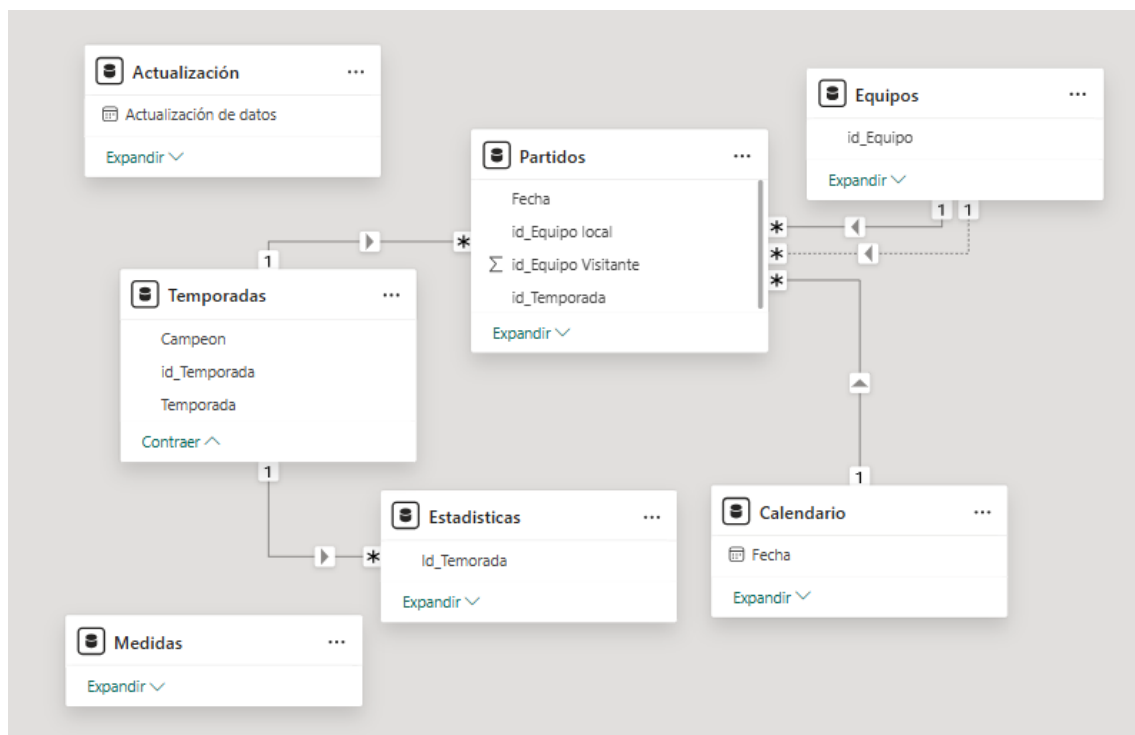 Actualización
Actualización de datos
Expandir
Equipos
id_Equipo
Expandir
Partidos
Fecha
id_Equipo local
Σ id_Equipo Visitante
id_Temporada
Expandir
1 1
*
*
*
*
1
Temporadas
Campeon
id_Temporada
Temporada
Contraer
1
*
1
Estadisticas
Id_Temorada
Expandir
Calendario
Fecha
Expandir
Medidas
Expandir